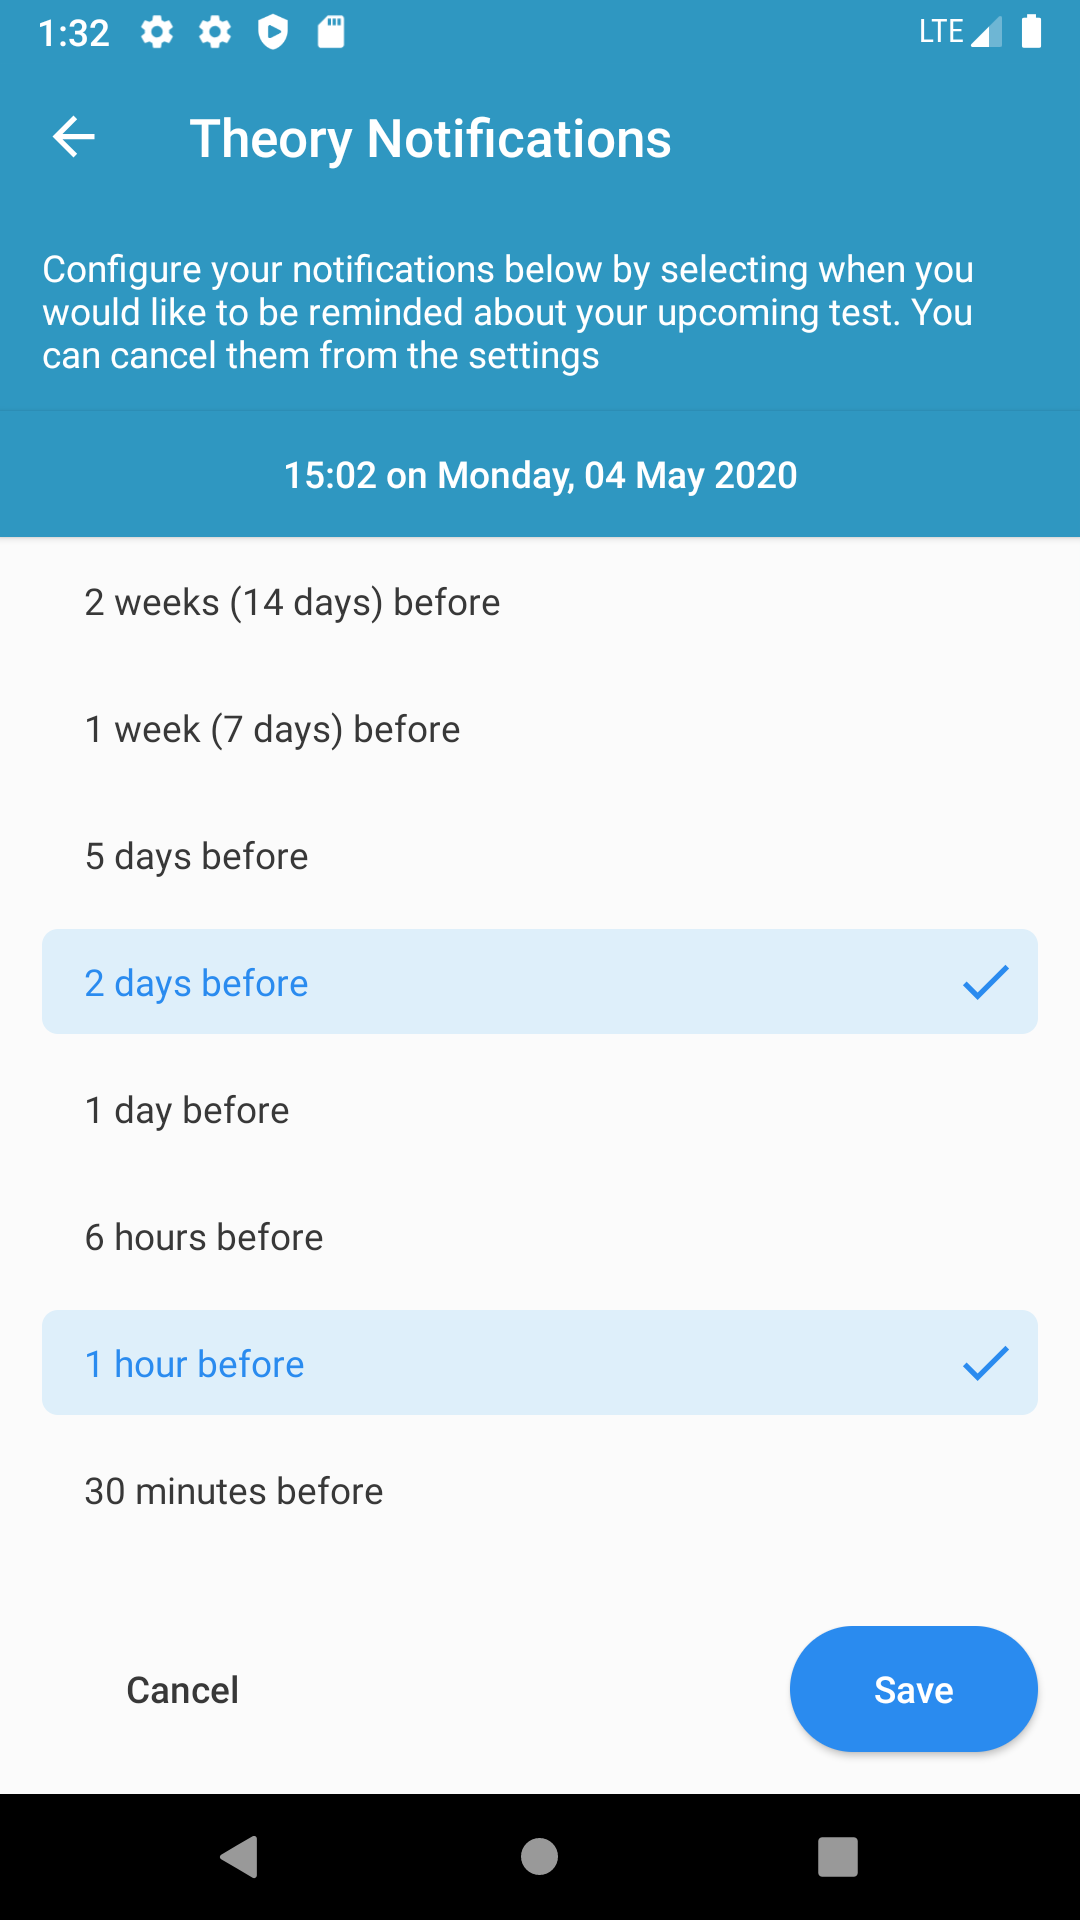 1:32
LTE
Theory Notifications
Configure your notifications below by selecting when you
would like to be reminded about your upcoming test. You
can cancel them from the settings
15:02 on Monday, 04 May 2020
2 weeks (14 days) before
1 week (7 days) before
5 days before
2 days before
1 day before
6 hours before
1 hour before
30 minutes before
Cancel
Save